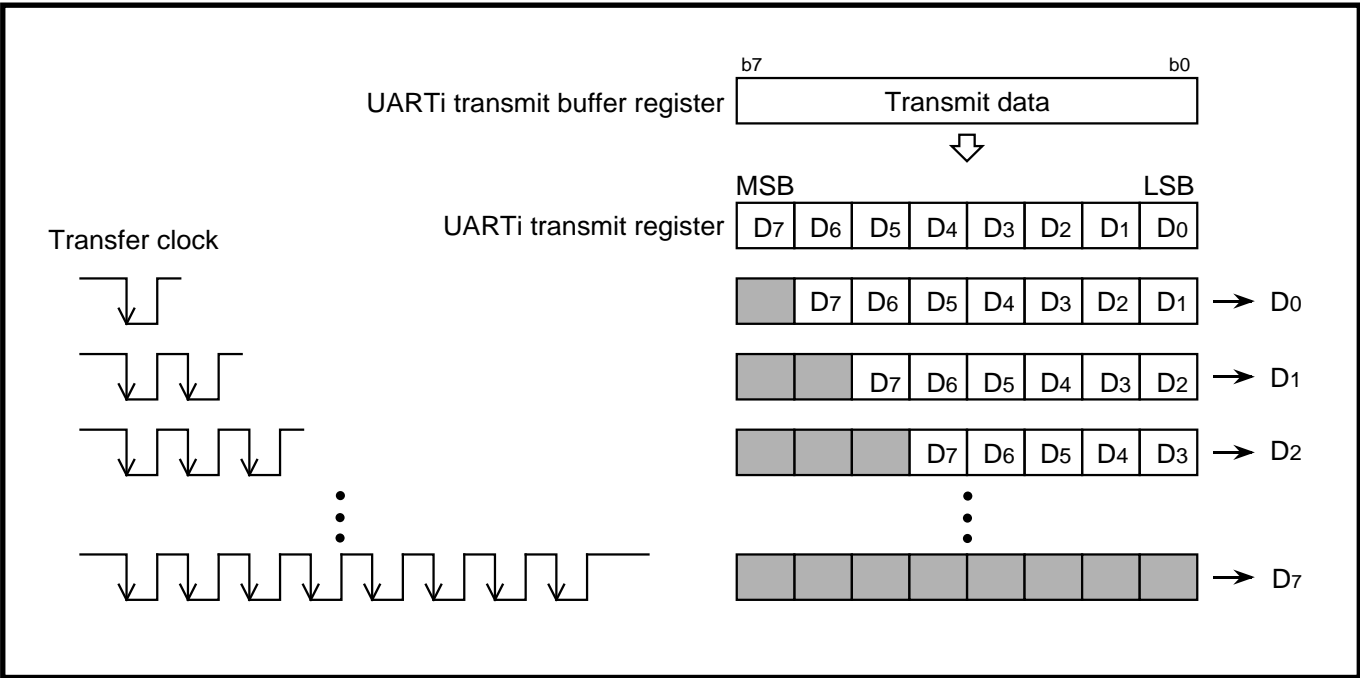 b7 b0
UARTi transmit buffer register Transmit data
MSB LSB
UARTi transmit register D7 D6 D5 D4 D3 D2 D1 D0
Transfer clock
D7 D6 D5 D4 D3 D2 D1 D0
D7 D6 D5 D4 D3 D2 D1
D7 D6 D5 D4 D3 D2
D7